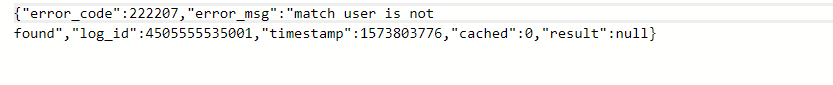 {"error_code":222207,"error_msg":"match user is not
found","log_id":4505555535001,"timestamp":1573803776,"cached":0,"result":null}